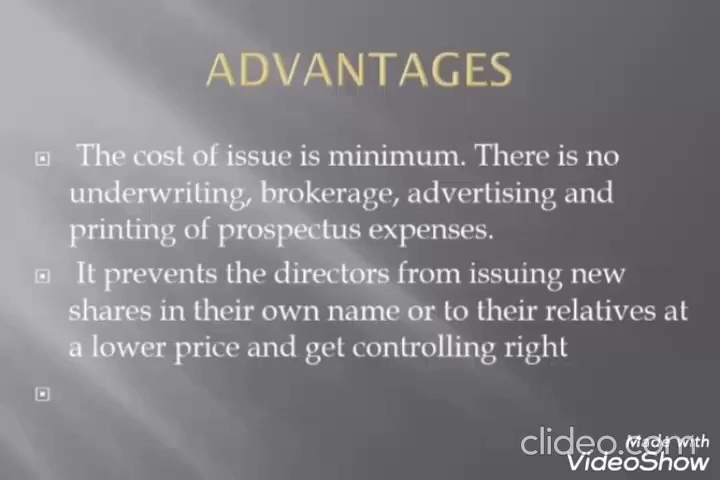 ADVANTAGES
The cost of issue is minimum. There is no
underwriting, brokerage, advertising and
printing of prospectus expenses.
It prevents the directors from issuing new
shares in their own name or to their relatives at
a lower price and get controlling right
clideo.com
Made with
VideoShow